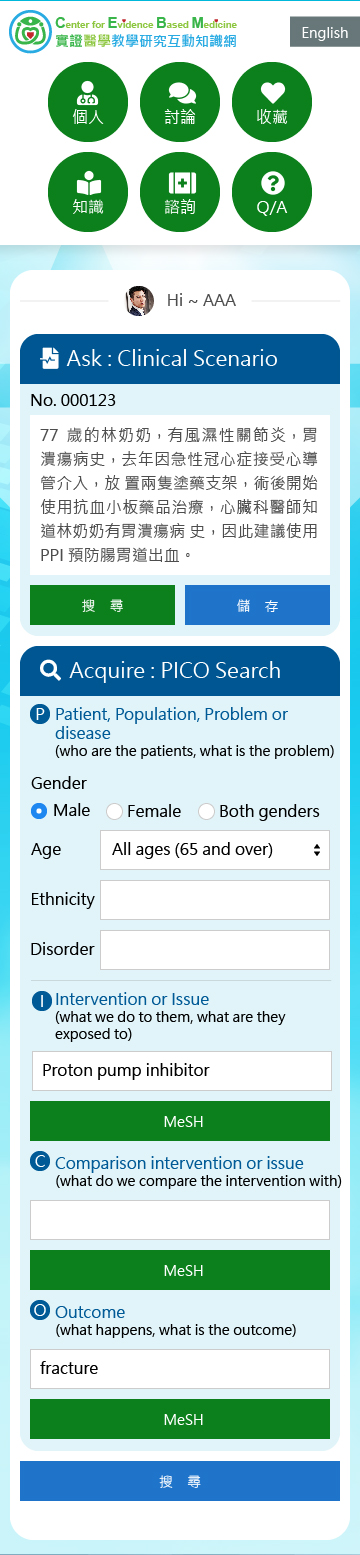 Center for Evidence Based Medicine
實證醫學教學研究互動知識網
English
個人
討論
收藏
知識
諮詢
Q/A
Hi ~ AAA
Ask : Clinical Scenario
No. 000123
77 歲的林奶奶，有風濕性關節炎，胃
潰瘍病史，去年因急性冠心症接受心導
管介入，放 置兩隻塗藥支架，術後開始
使用抗血小板藥品治療，心臟科醫師知
道林奶奶有胃潰瘍病 史，因此建議使用
PPI 預防腸胃道出血。
搜 尋
儲 存
Acquire : PICO Search
P Patient, Population, Problem or
disease
(who are the patients, what is the problem)
Gender
Male
Female
Both genders
Age
All ages (65 and over)
Ethnicity
Disorder
I Intervention or Issue
(what we do to them, what are they
exposed to)
Proton pump inhibitor
MeSH
C Comparison intervention or issue
(what do we compare the intervention with)
MeSH
O Outcome
(what happens, what is the outcome)
fracture
MeSH
搜 尋